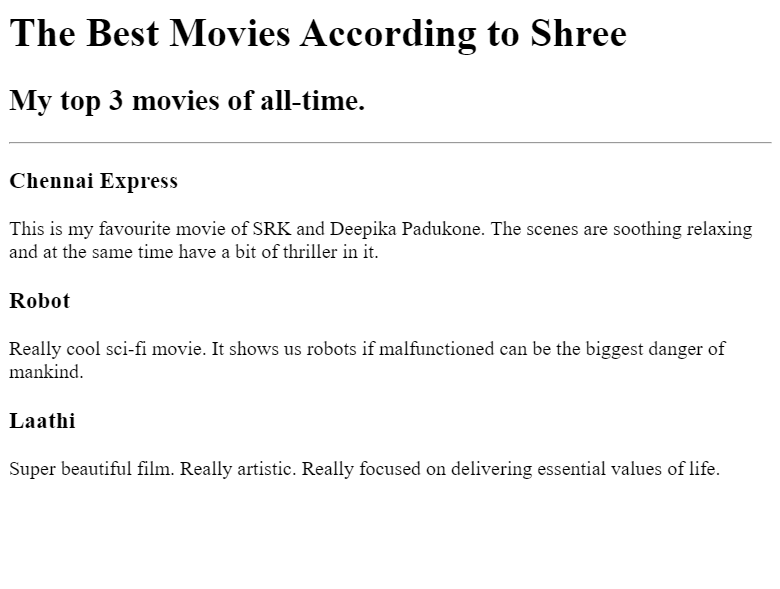 The Best Movies According to Shree
My top 3 movies of all-time.
Chennai Express
This is my favourite movie of SRK and Deepika Padukone. The scenes are soothing relaxing
and at the same time have a bit of thriller in it.
Robot
Really cool sci-fi movie. It shows us robots if malfunctioned can be the biggest danger of
mankind.
Laathi
Super beautiful film. Really artistic. Really focused on delivering essential values of life.